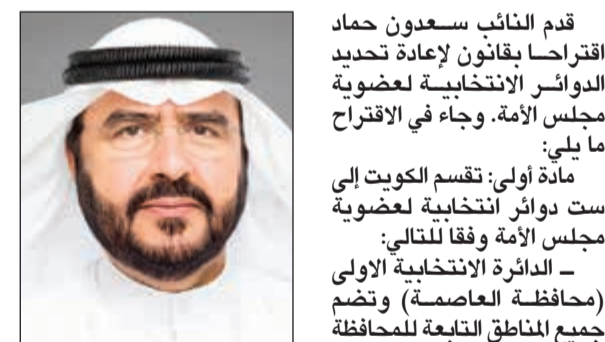 قدم النائب سعدون حماد
اقتراحا بقانون لإعادة تحديد
الدوائر الانتخابية لعضوية
مجلس الأمة. وجاء في الاقتراح
ما يلي:
مادة أولى: تقسم الكويت إلى
ست دوائر انتخابية لعضوية
مجلس الأمة وفقا للتالي:
ـ الدائرة الانتخابية الاولى
(محافظة العاصمة) وتضم
جميع المناطق التابعة للمحافظة